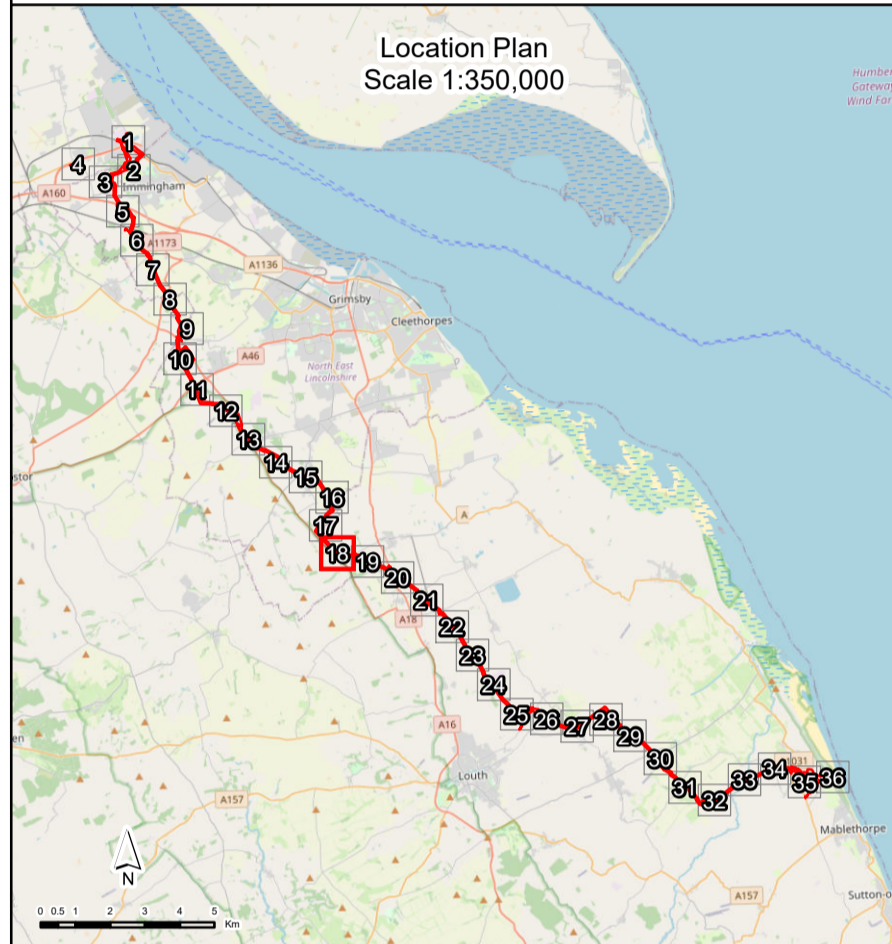 Location Plan
Scale 1:350,000
Humber
Gateway
Wind Far
1
4
2
3
Immingham
A160
5
6
A1173
7
A1136
8
Grimsby
9
Cleethorpes
10
A46
North East
Lincolnshire
11
12
13
14
15
stor
16
A
17
18
19
20
21
A18
22
23
24
25
26
27
28
A16
29
en
30
1031
34
36
Louth
33
35
31
32
A157
Mablethorpe
N
A157
Sutton-o
0 0.5 1 2 3 4 5
Km